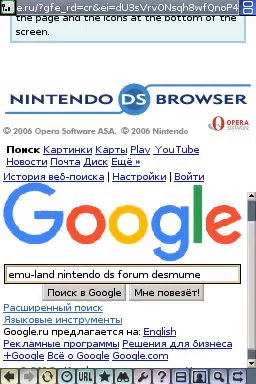 e.ru/?gfe_rd=cr&ei=dU3sVrvONsqh8wfQnoP4
the page and the icons at the bottom of the
screen.
NINTENDO DS BROWSER
© 2006 Opera Software ASA. © 2006 Nintendo
OPERA
software
Поиск Картинки Карты Play YouTube
Новости Почта Диск Ещё »
История веб-поиска | Настройки | Войти
Google
emu-land nintendo ds forum desmume
Поиск в Google Мне повезёт!
Расширенный поиск
Языковые инструменты
Google.ru предлагается на: English
Рекламные программы Решения для бизнеса
+Google Всё о Google Google.com